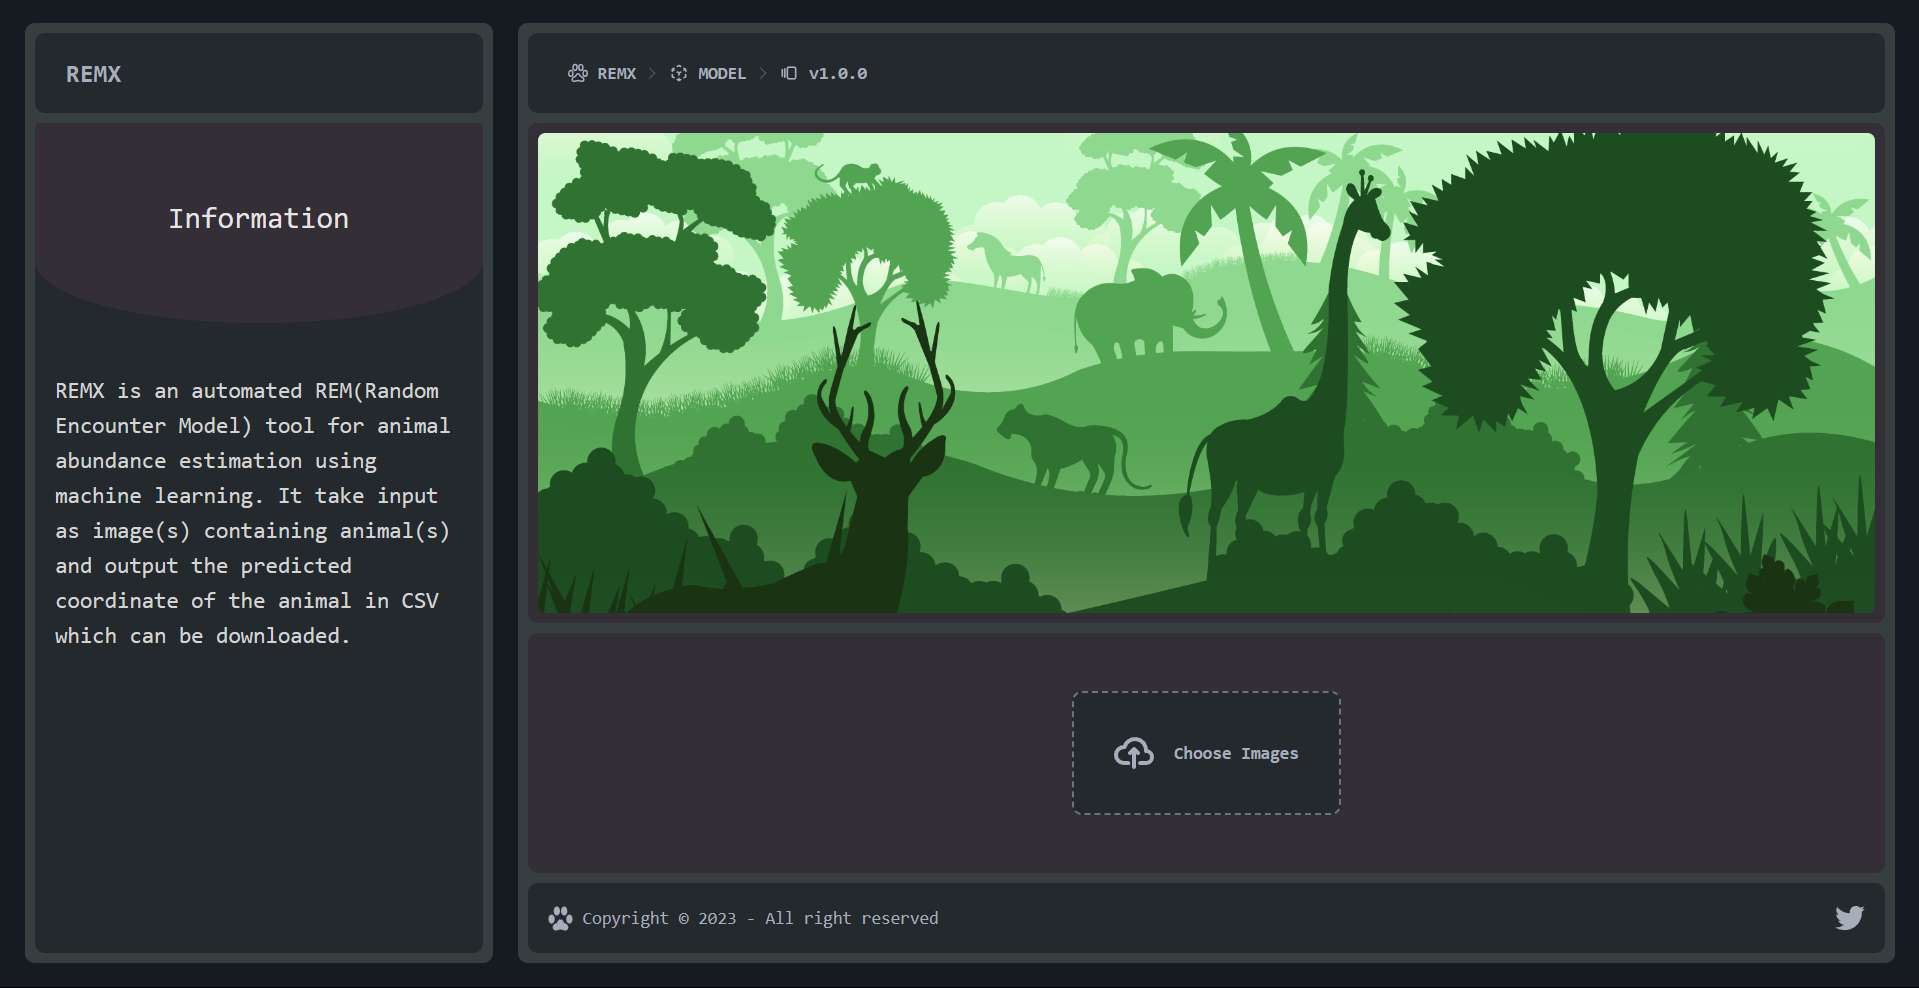 REMX
Information
REMX is an automated REM(Random
Encounter Model) tool for animal
abundance estimation using
machine learning. It take input
as image(s) containing animal(s)
and output the predicted
coordinate of the animal in CSV
which can be downloaded.
REMX > MODEL > v1.0.0
Choose Images
Copyright © 2023 - All right reserved